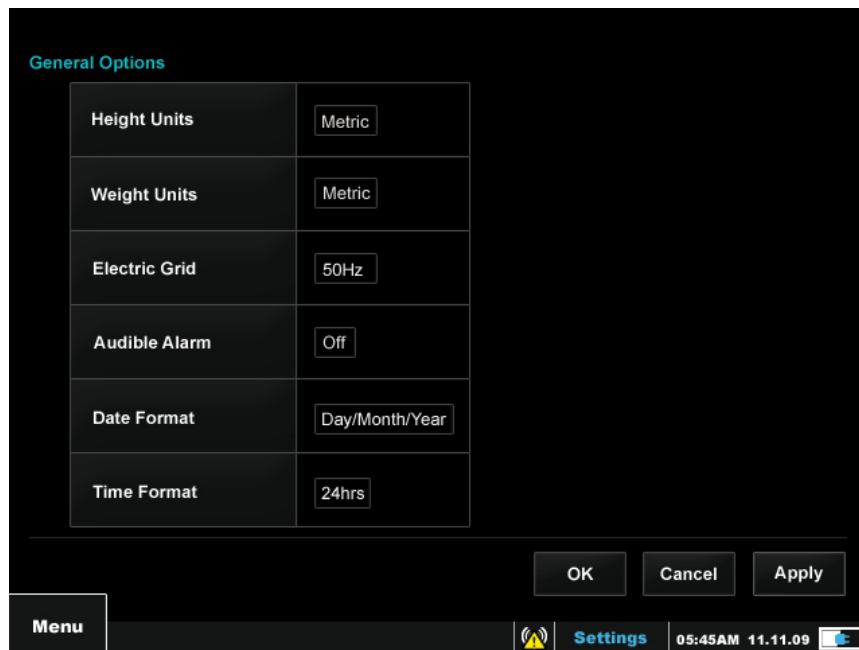 General Options
Height Units Metric
Weight Units Metric
Electric Grid 50Hz
Audible Alarm Off
Date Format Day/Month/Year
Time Format 24hrs
OK Cancel Apply
Menu Settings 05:45AM 11.11.09